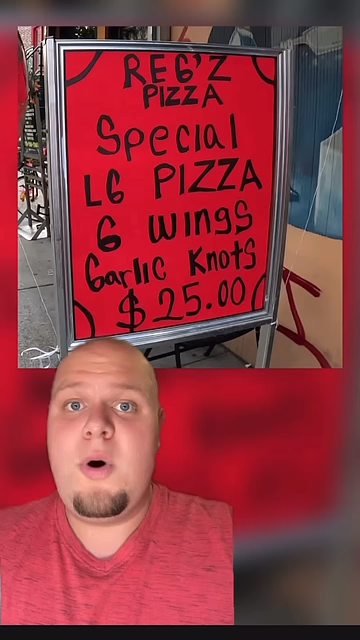 REG'Z
PIZZA
Special
LG PIZZA
6 WINGS
Garlic Knots
$25.00